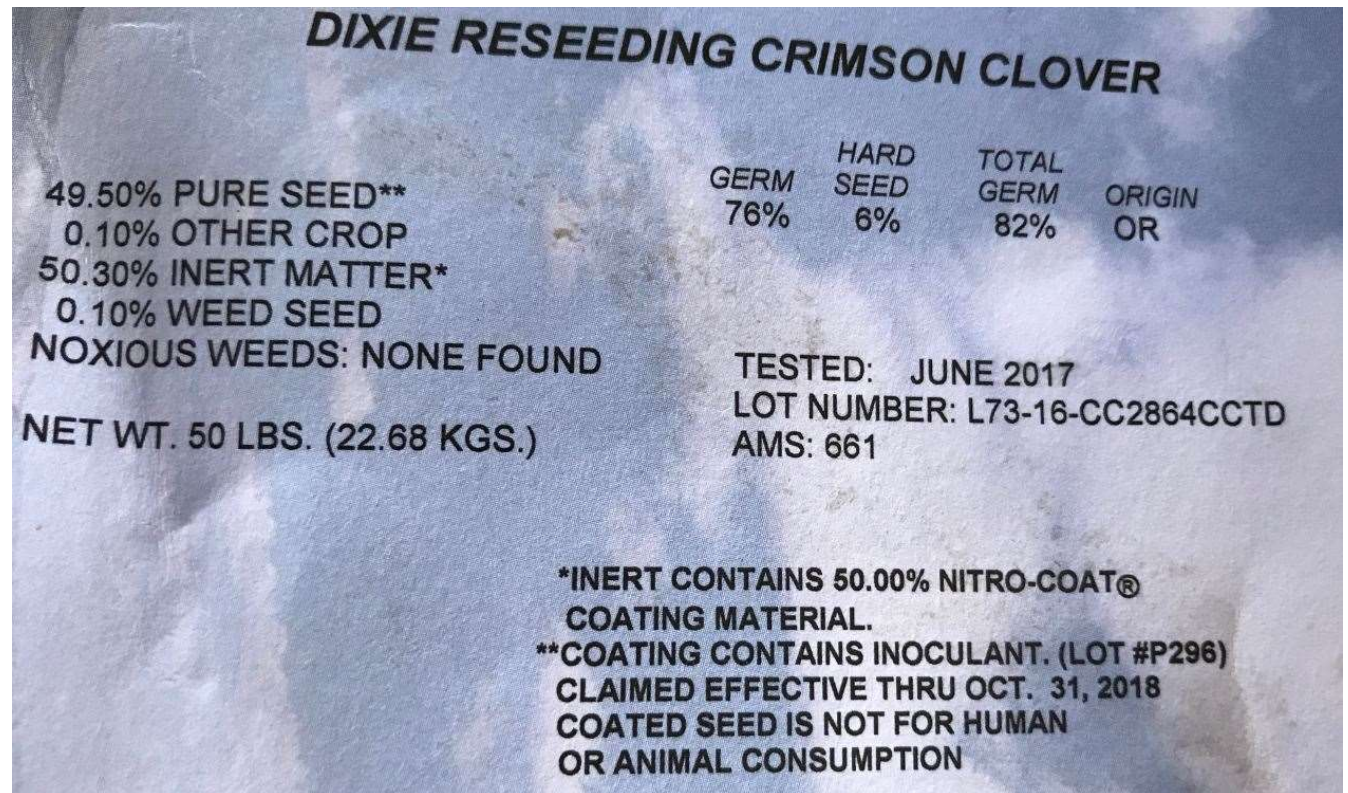 DIXIE RESEEDING CRIMSON CLOVER
49.50% PURE SEED**
0.10% OTHER CROP
50.30% INERT MATTER*
0.10% WEED SEED
NOXIOUS WEEDS: NONE FOUND
NET WT. 50 LBS. (22.68 KGS.)
HARD TOTAL
GERM SEED GERM ORIGIN
76% 6% 82% OR
TESTED: JUNE 2017
LOT NUMBER: L73-16-CC2864CCTD
AMS: 661
*INERT CONTAINS 50.00% NITRO-COAT®
COATING MATERIAL.
**COATING CONTAINS INOCULANT. (LOT #P296)
CLAIMED EFFECTIVE THRU OCT. 31, 2018
COATED SEED IS NOT FOR HUMAN
OR ANIMAL CONSUMPTION